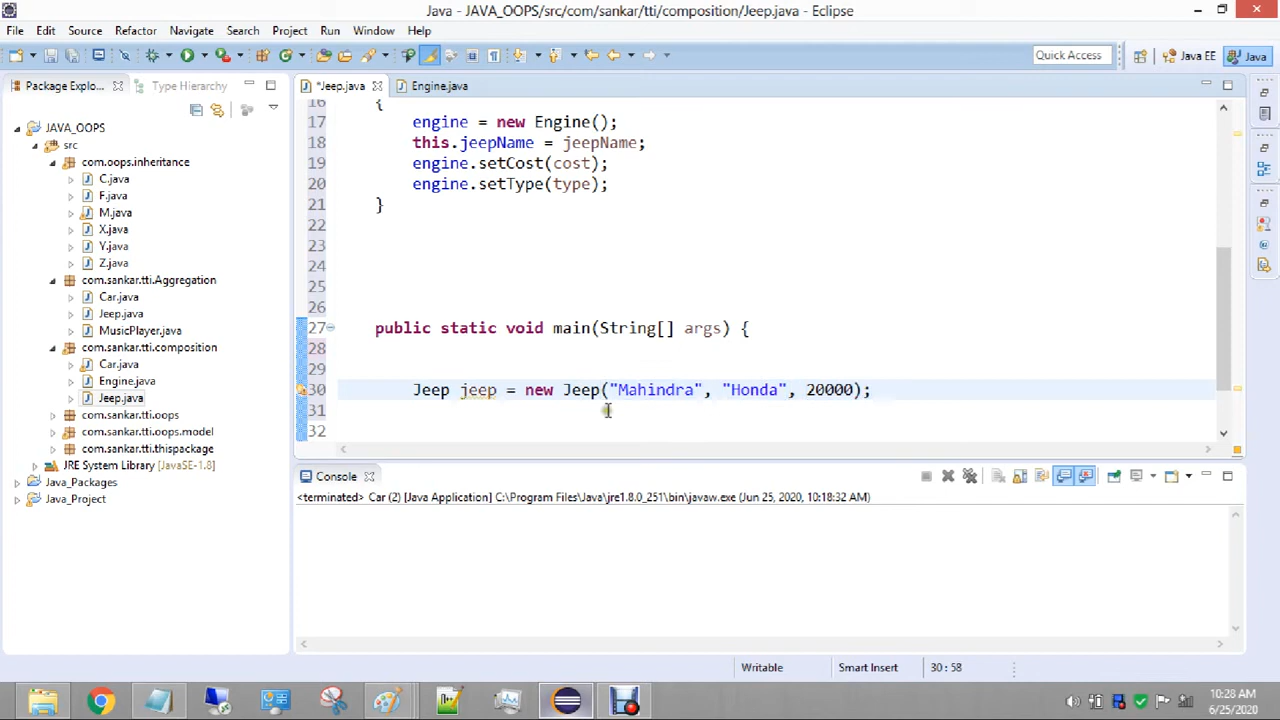 Java - JAVA_OOPS/src/com/sankar/tti/composition/Jeep.java - Eclipse
File Edit Source Refactor Navigate Search Project Run Window Help
Quick Access Java EE Java
Package Explo... Type Hierarchy
*Jeep.java Engine.java
JAVA_OOPS
src
com.oops.inheritance
C.java
F.java
M.java
X.java
Y.java
Z.java
com.sankar.tti.Aggregation
Car.java
Jeep.java
MusicPlayer.java
com.sankar.tti.composition
Car.java
Engine.java
Jeep.java
com.sankar.tti.oops
com.sankar.tti.oops.model
com.sankar.tti.thispackage
JRE System Library [JavaSE-1.8]
Java_Packages
Java_Project
16 {
17 engine = new Engine();
18 this.jeepName = jeepName;
19 engine.setCost(cost);
20 engine.setType(type);
21 }
22
23
24
25
26
27 public static void main(String[] args) {
28
29
30 Jeep jeep = new Jeep("Mahindra", "Honda", 20000);
31
32
Console
<terminated> Car (2) [Java Application] C:\Program Files\Java\jre1.8.0_251\bin\javaw.exe (Jun 25, 2020, 10:18:32 AM)
Writable Smart Insert 30 : 58
10:28 AM
6/25/2020